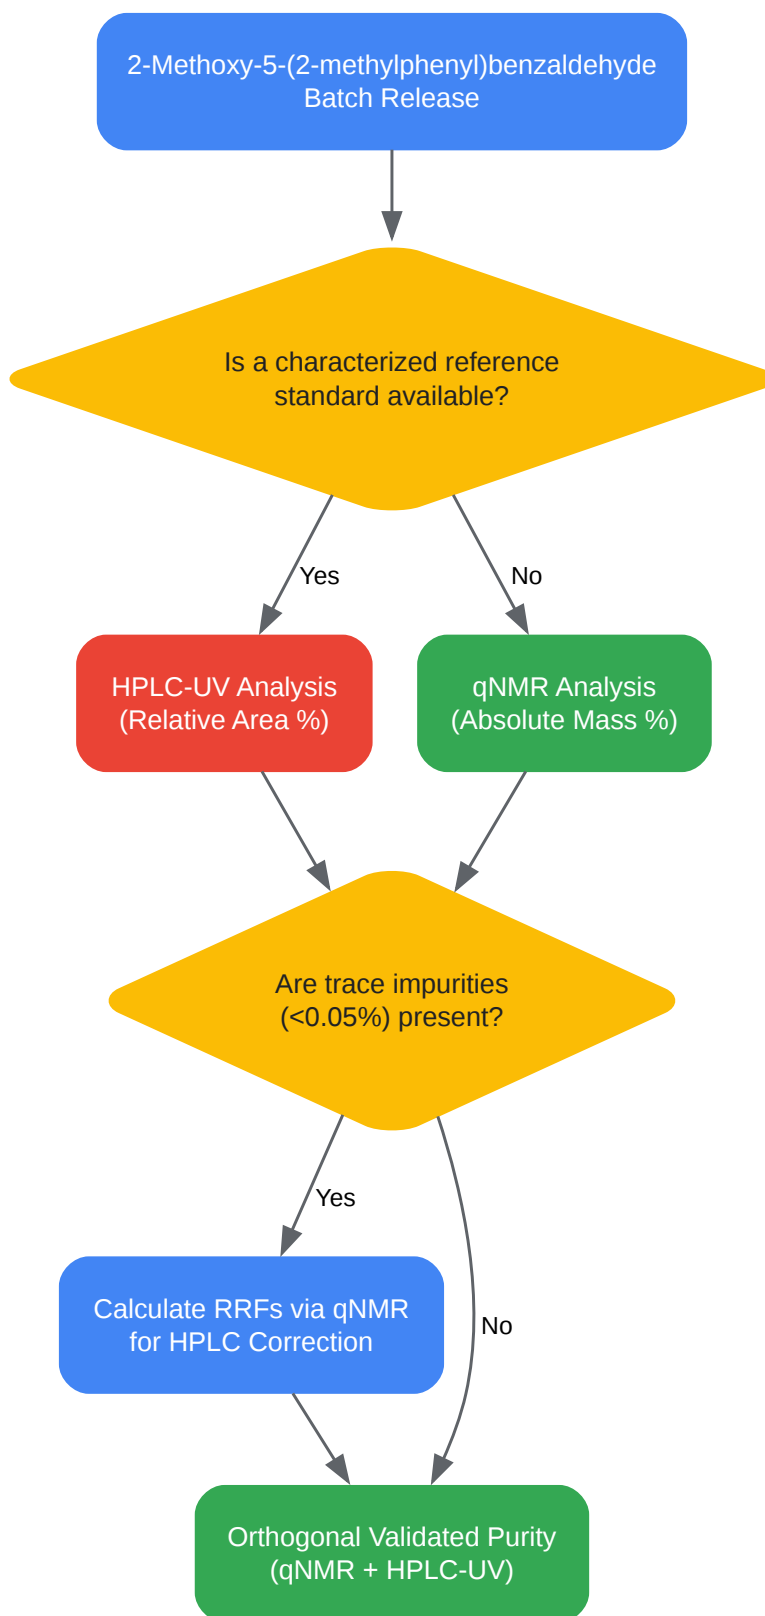 2-Methoxy-5-(2-methylphenyl)benzaldehyde
Batch Release
Is a characterized reference
standard available?
Yes
No
HPLC-UV Analysis
(Relative Area %)
qNMR Analysis
(Absolute Mass %)
Are trace impurities
(<0.05%) present?
Yes
Calculate RRFs via qNMR
for HPLC Correction
No
Orthogonal Validated Purity
(qNMR + HPLC-UV)